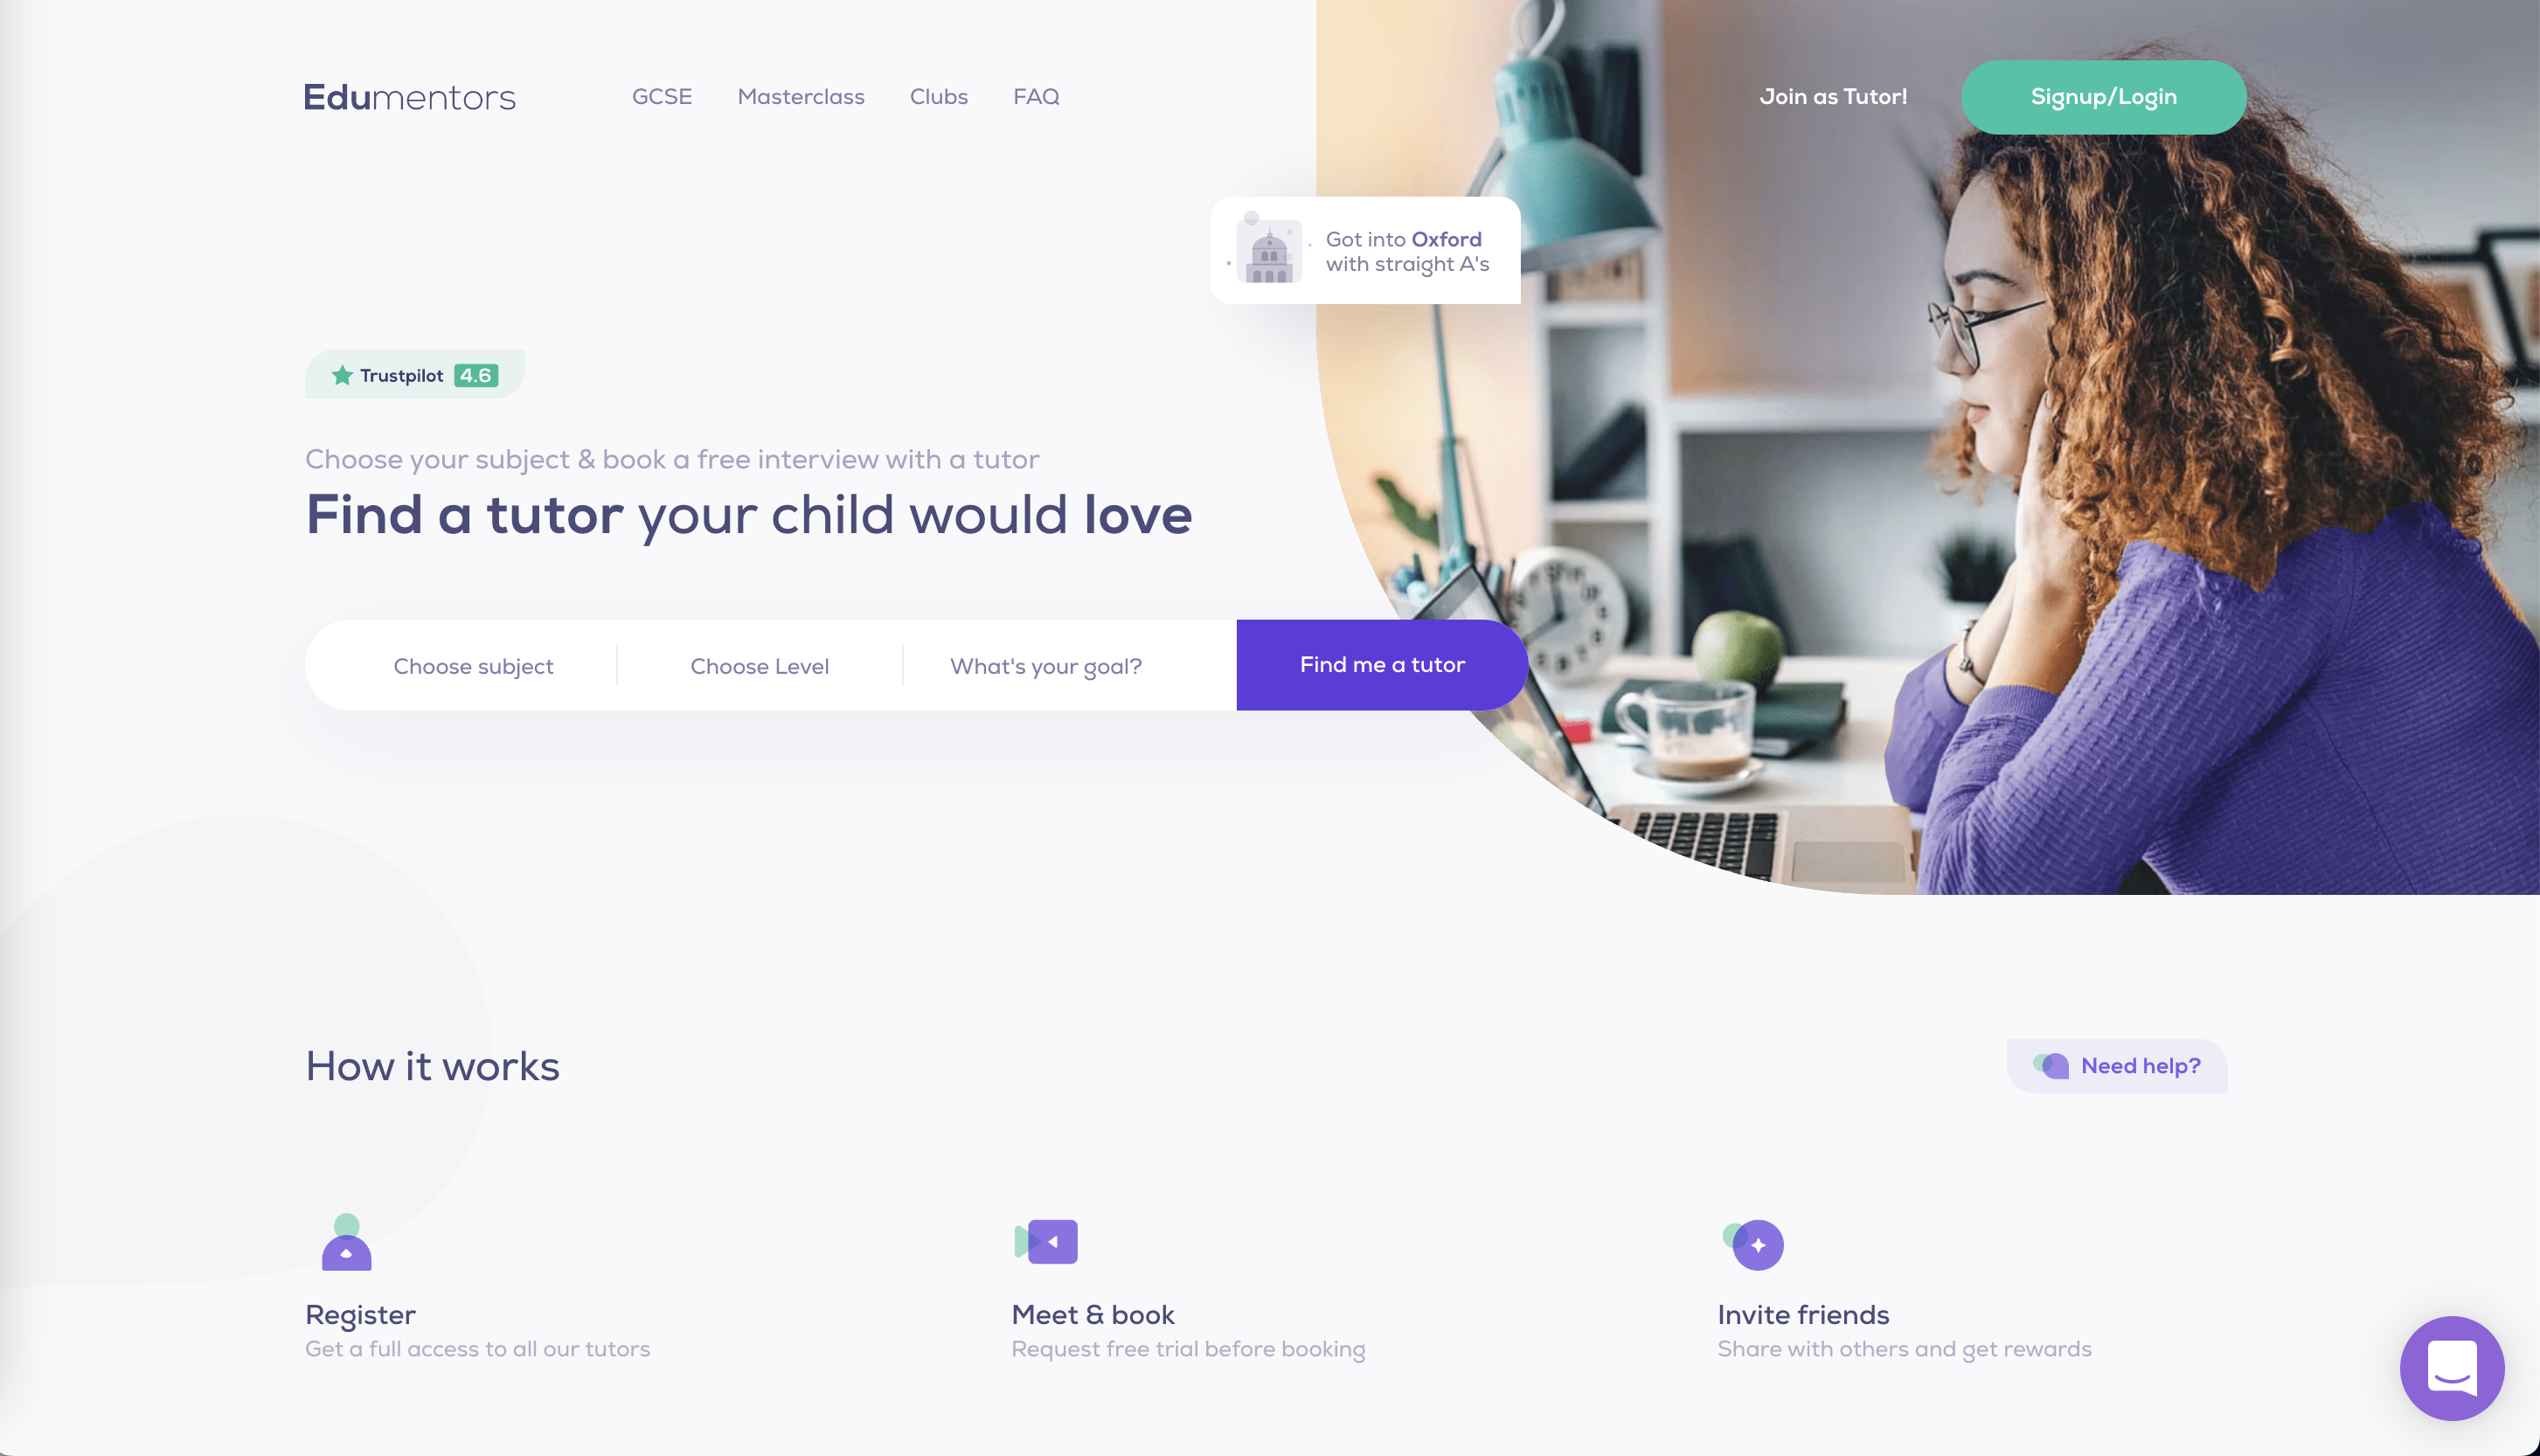 Edumentors
GCSE
Masterclass
Clubs
FAQ
Join as Tutor!
Signup/Login
Got into Oxford
with straight A's
Trustpilot 4.6
Choose your subject & book a free interview with a tutor
Find a tutor your child would love
Choose subject
Choose Level
What's your goal?
Find me a tutor
How it works
Need help?
Register
Get a full access to all our tutors
Meet & book
Request free trial before booking
Invite friends
Share with others and get rewards